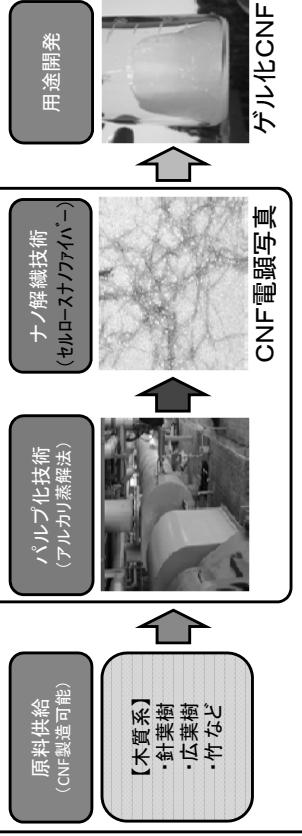 原料供給
(CNF製造可能)
【木質系】
・針葉樹
・広葉樹
・竹 など
パルプ化技術
(アルカリ蒸解法)
ナノ解繊技術
(セルロースナノファイバー)
CNF電顕写真
用途開発
ゲル化CNF